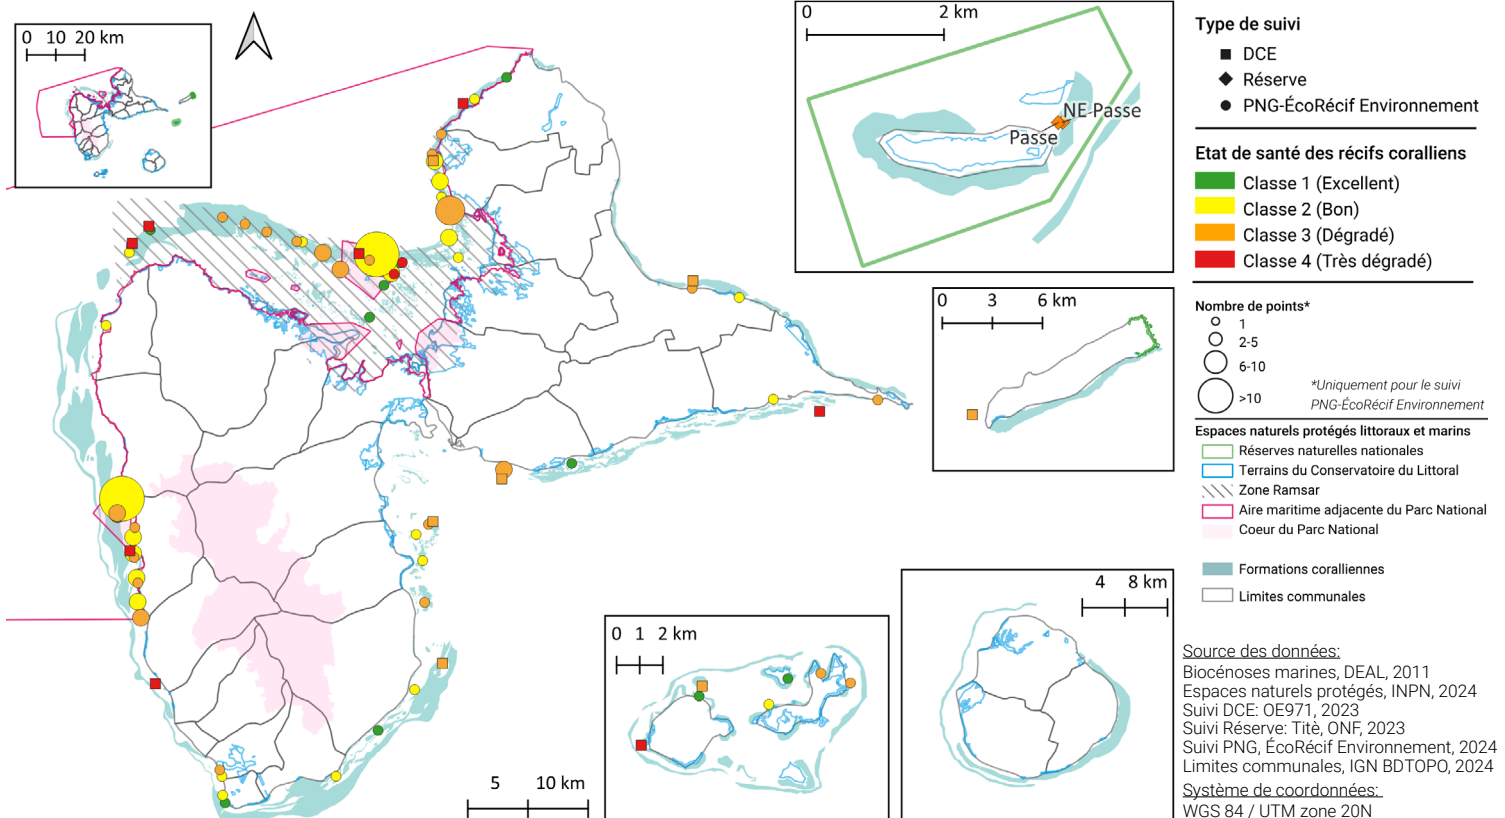 0 10 20 km
0 2 km
NE Passe
Passe
0 3 6 km
4 8 km
0 1 2 km
5 10 km
Type de suivi
DCE
Réserve
PNG-ÉcoRécif Environnement
Etat de santé des récifs coralliens
Classe 1 (Excellent)
Classe 2 (Bon)
Classe 3 (Dégradé)
Classe 4 (Très dégradé)
Nombre de points*
1
2-5
6-10
>10
*Uniquement pour le suivi
PNG-ÉcoRécif Environnement
Espaces naturels protégés littoraux et marins
Réserves naturelles nationales
Terrains du Conservatoire du Littoral
Zone Ramsar
Aire maritime adjacente du Parc National
Coeur du Parc National
Formations coralliennes
Limites communales
Source des données:
Biocénoses marines, DEAL, 2011
Espaces naturels protégés, INPN, 2024
Suivi DCE: OE971, 2023
Suivi Réserve: Titè, ONF, 2023
Suivi PNG, ÉcoRécif Environnement, 2024
Limites communales, IGN BDTOPO, 2024
Système de coordonnées:
WGS 84 / UTM zone 20N